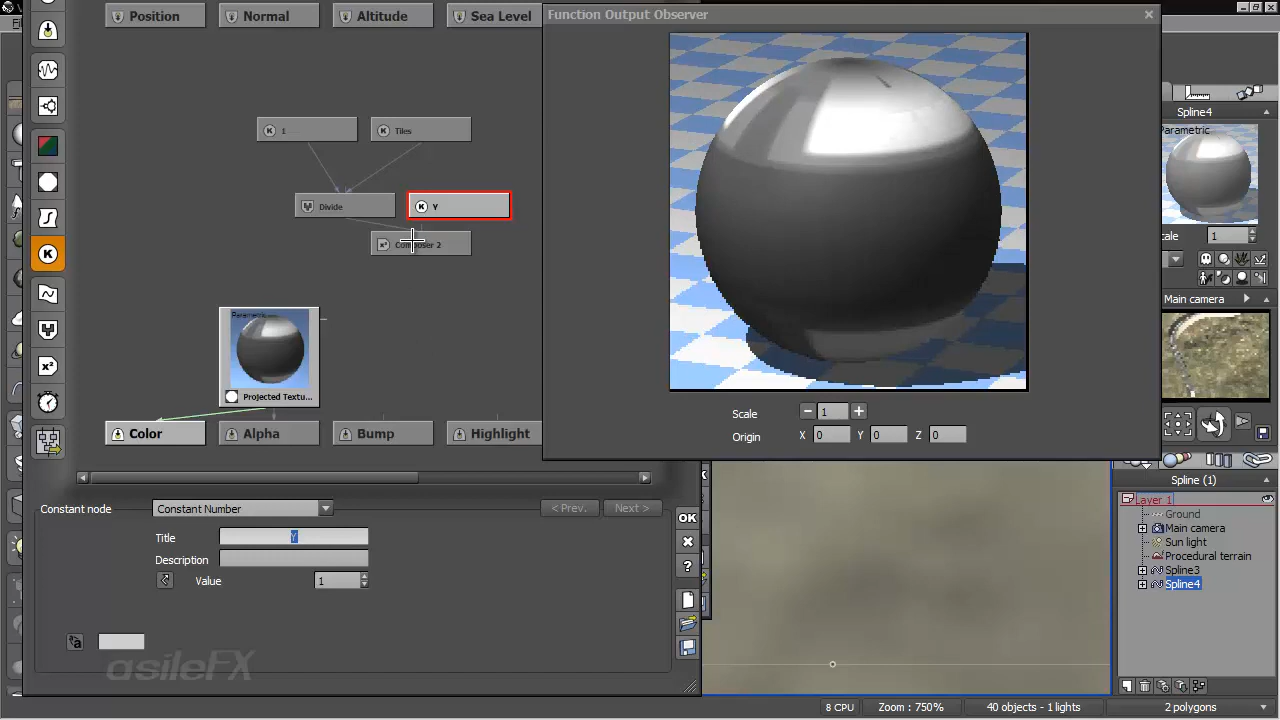 Position
Normal
Altitude
Sea Level
Function Output Observer
1
Tiles
Divide
Y
Parametric
Projected Textu...
Color
Alpha
Bump
Highlight
Scale
1
Origin
X
0
Y
0
Z
0
Constant node
Constant Number
< Prev.
Next >
Title
Y
Description
Value
1
OK
asileFX
Spline4
Parametric
1
Main camera
Spline (1)
Layer 1
Ground
Main camera
Sun light
Procedural terrain
Spline3
Spline4
8 CPU
Zoom : 750%
40 objects - 1 lights
2 polygons